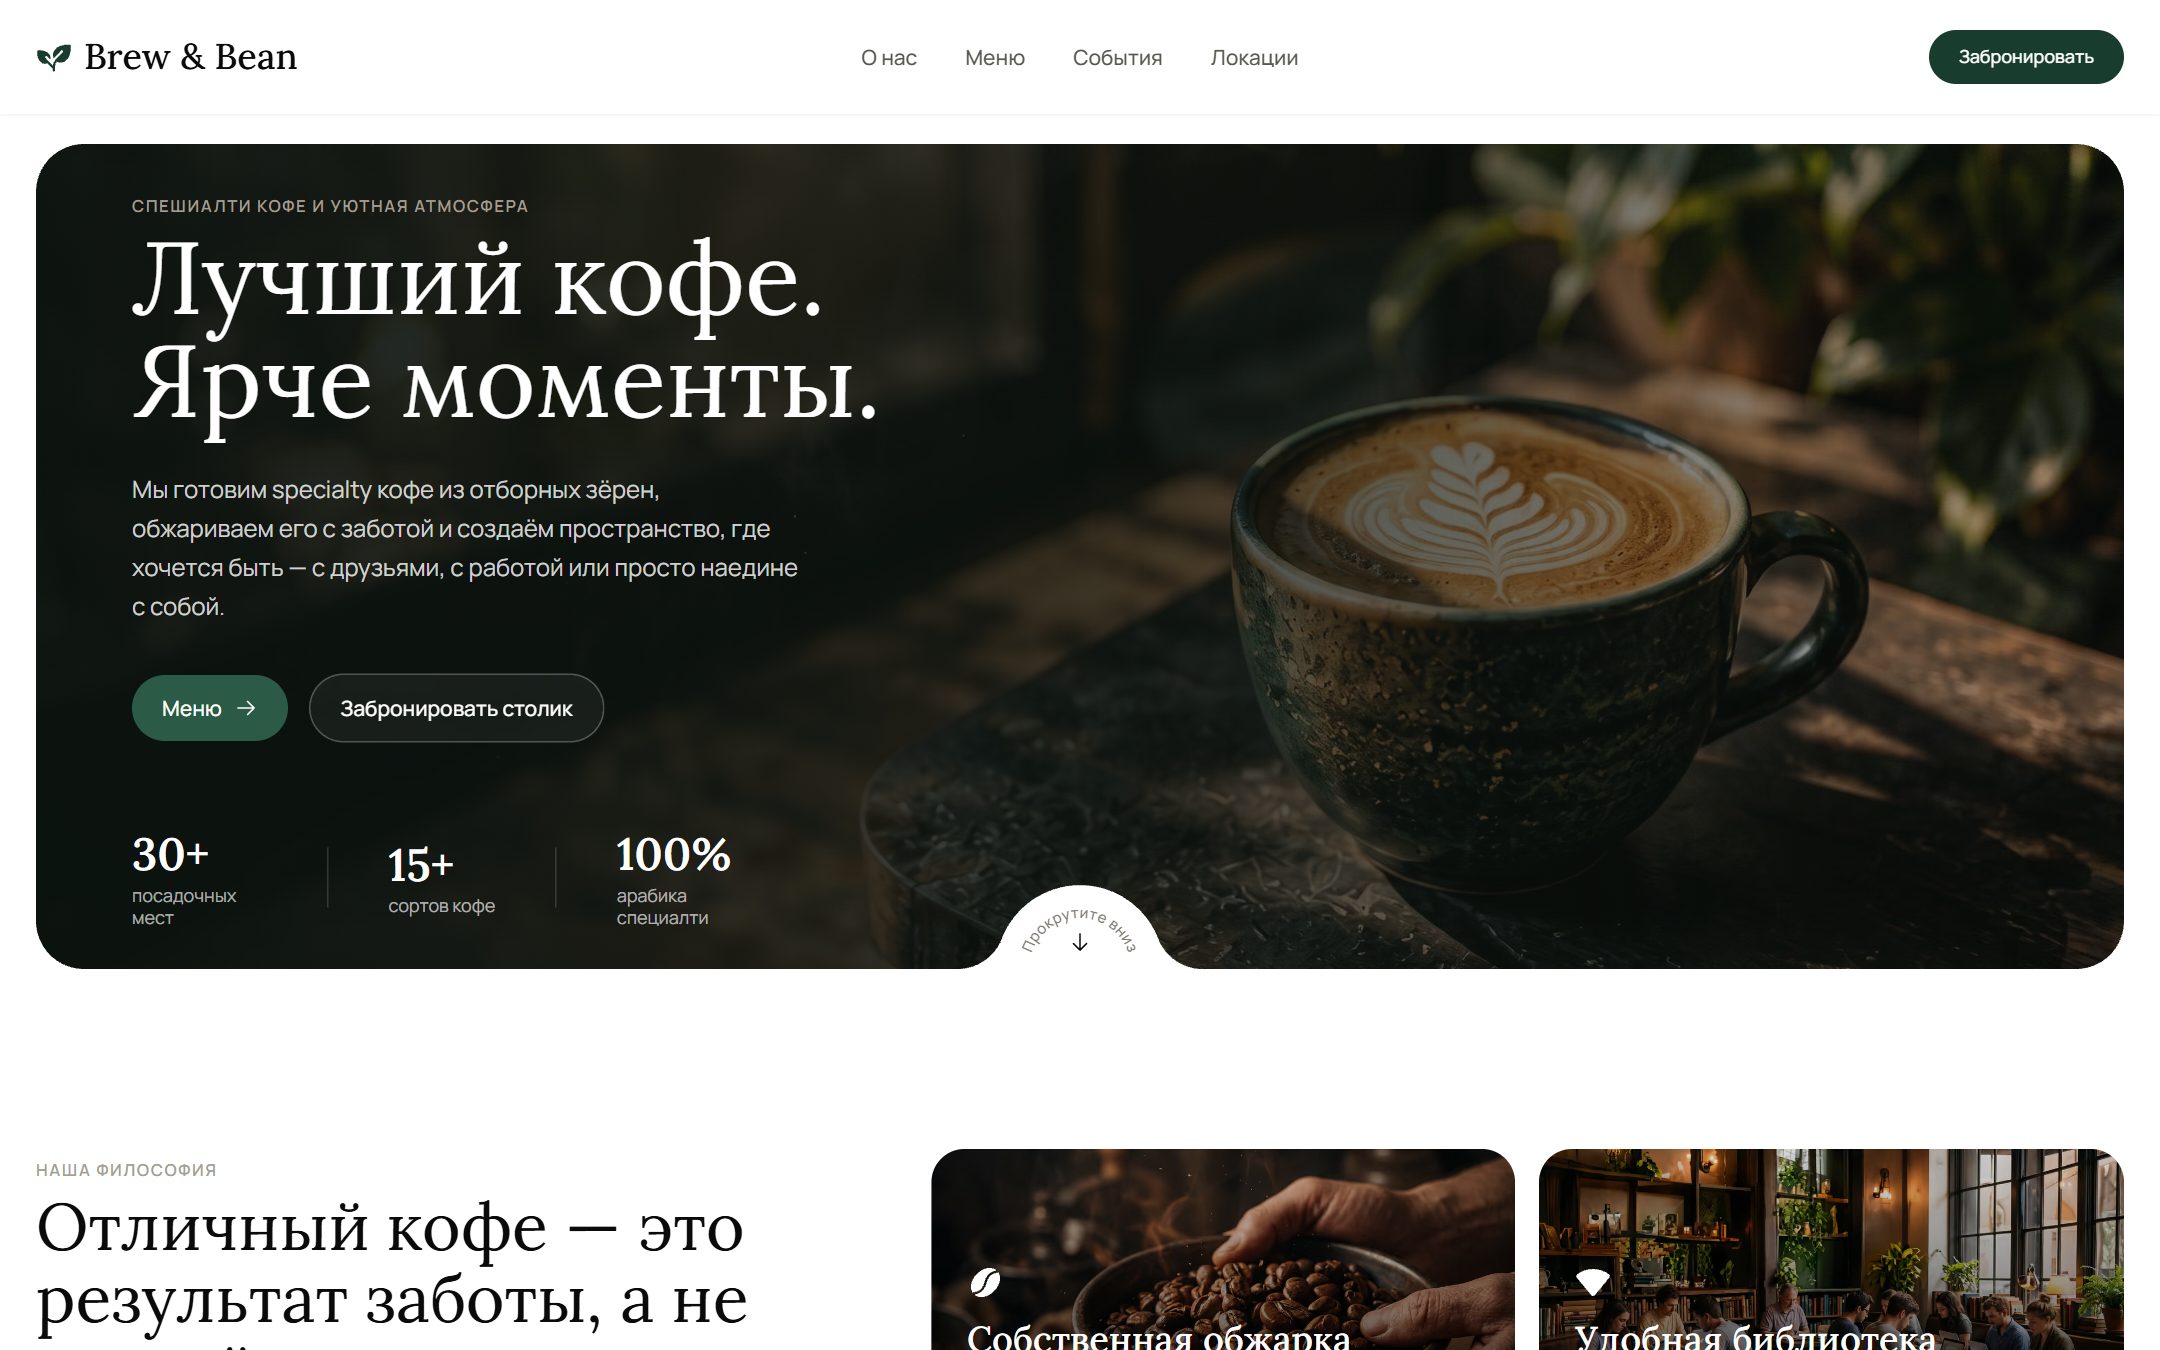 Brew & Bean
О нас
Меню
События
Локации
Забронировать
СПЕШИАЛТИ КОФЕ И УЮТНАЯ АТМОСФЕРА
Лучший кофе.
Ярче моменты.
Мы готовим specialty кофе из отборных зёрен,
обжариваем его с заботой и создаём пространство, где
хочется быть — с друзьями, с работой или просто наедине
с собой.
Меню
Забронировать столик
30+
посадочных
мест
15+
сортов кофе
100%
арабика
специалти
Прокрутите вниз
НАША ФИЛОСОФИЯ
Отличный кофе — это
результат заботы, а не
Собственная обжарка
Удобная библиотека